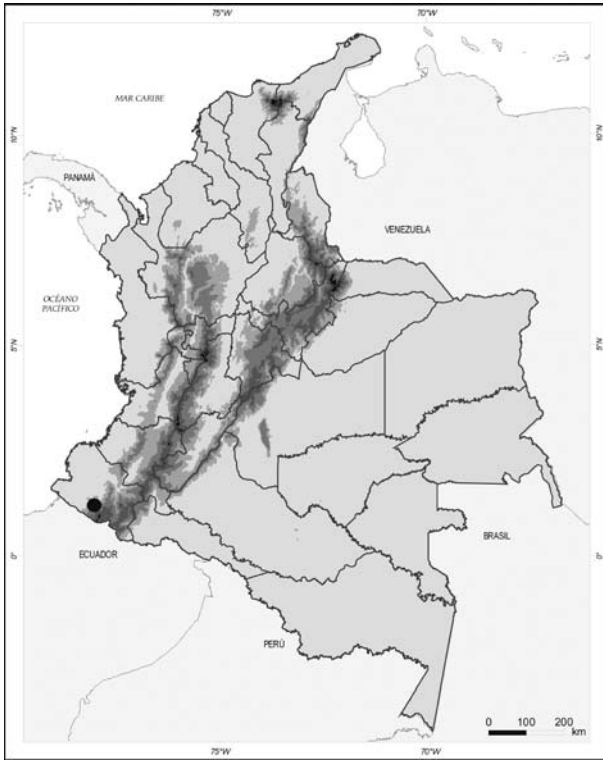 75°W 70°W
MAR CARIBE
10°N 10°N
PANAMÁ
VENEZUELA
OCÉANO
PACÍFICO
5°N 5°N
BRASIL
ECUADOR
0° 0°
PERÚ
0 100 200
km
75°W 70°W